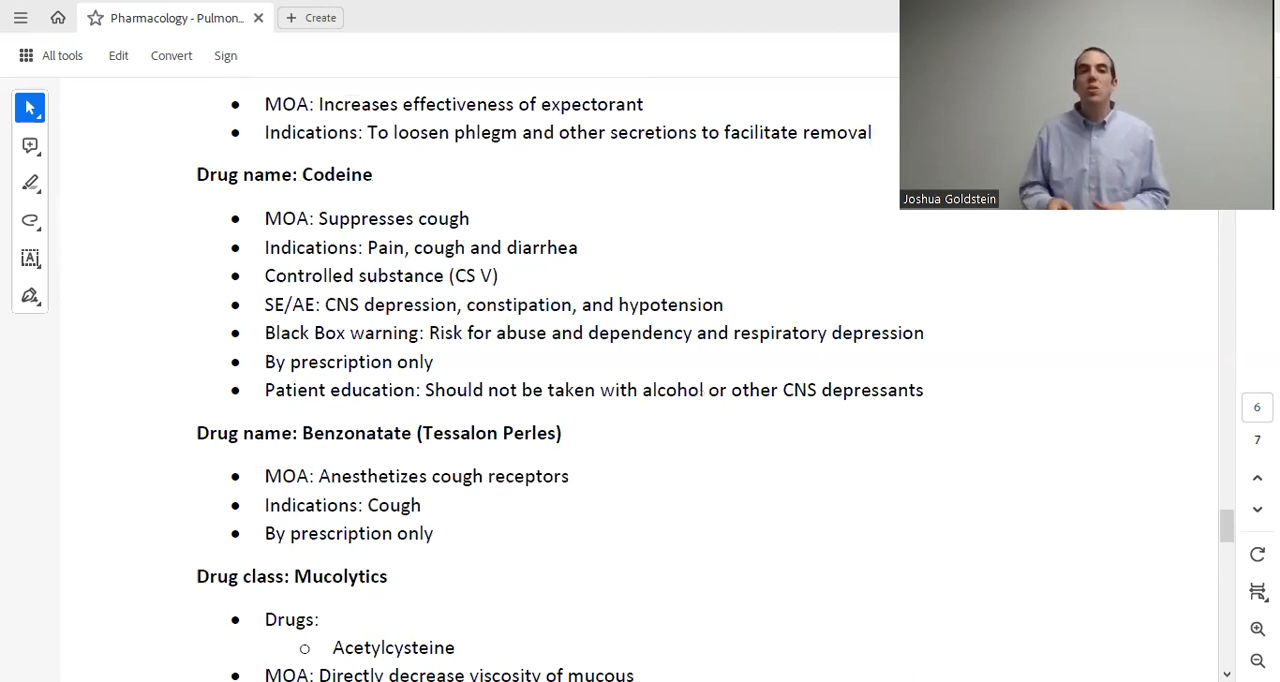 Pharmacology - Pulmon...
Create
All tools Edit Convert Sign
MOA: Increases effectiveness of expectorant
Indications: To loosen phlegm and other secretions to facilitate removal
Drug name: Codeine
MOA: Suppresses cough
Indications: Pain, cough and diarrhea
Controlled substance (CS V)
SE/AE: CNS depression, constipation, and hypotension
Black Box warning: Risk for abuse and dependency and respiratory depression
By prescription only
Patient education: Should not be taken with alcohol or other CNS depressants
Drug name: Benzonatate (Tessalon Perles)
MOA: Anesthetizes cough receptors
Indications: Cough
By prescription only
Drug class: Mucolytics
Drugs:
Acetylcysteine
MOA: Directly decrease viscosity of mucous
Joshua Goldstein
6
7